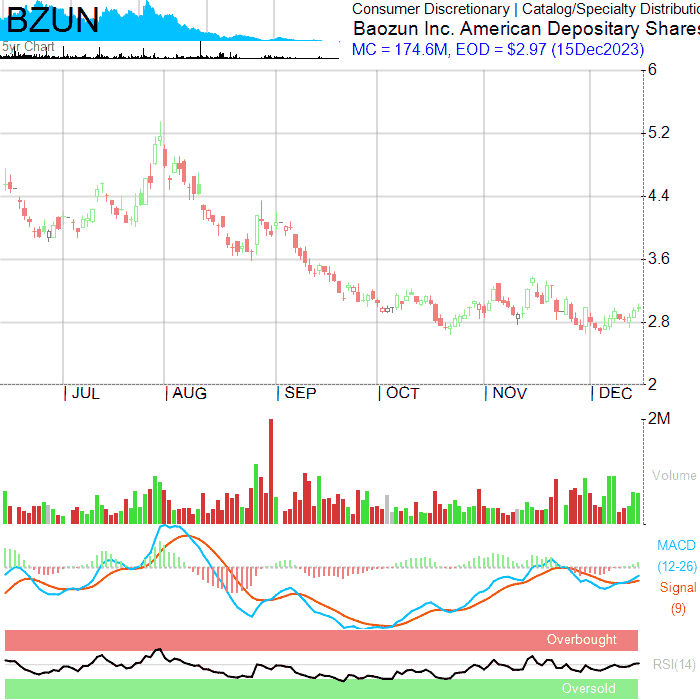 BZUN
5yr Chart
Consumer Discretionary | Catalog/Specialty Distributio
Baozun Inc. American Depositary Shares
MC = 174.6M, EOD = $2.97 (15Dec2023)
6
5.2
4.4
3.6
2.8
2
JUL AUG SEP OCT NOV DEC
2M
Volume
MACD
(12-26)
Signal
(9)
Overbought
RSI(14)
Oversold